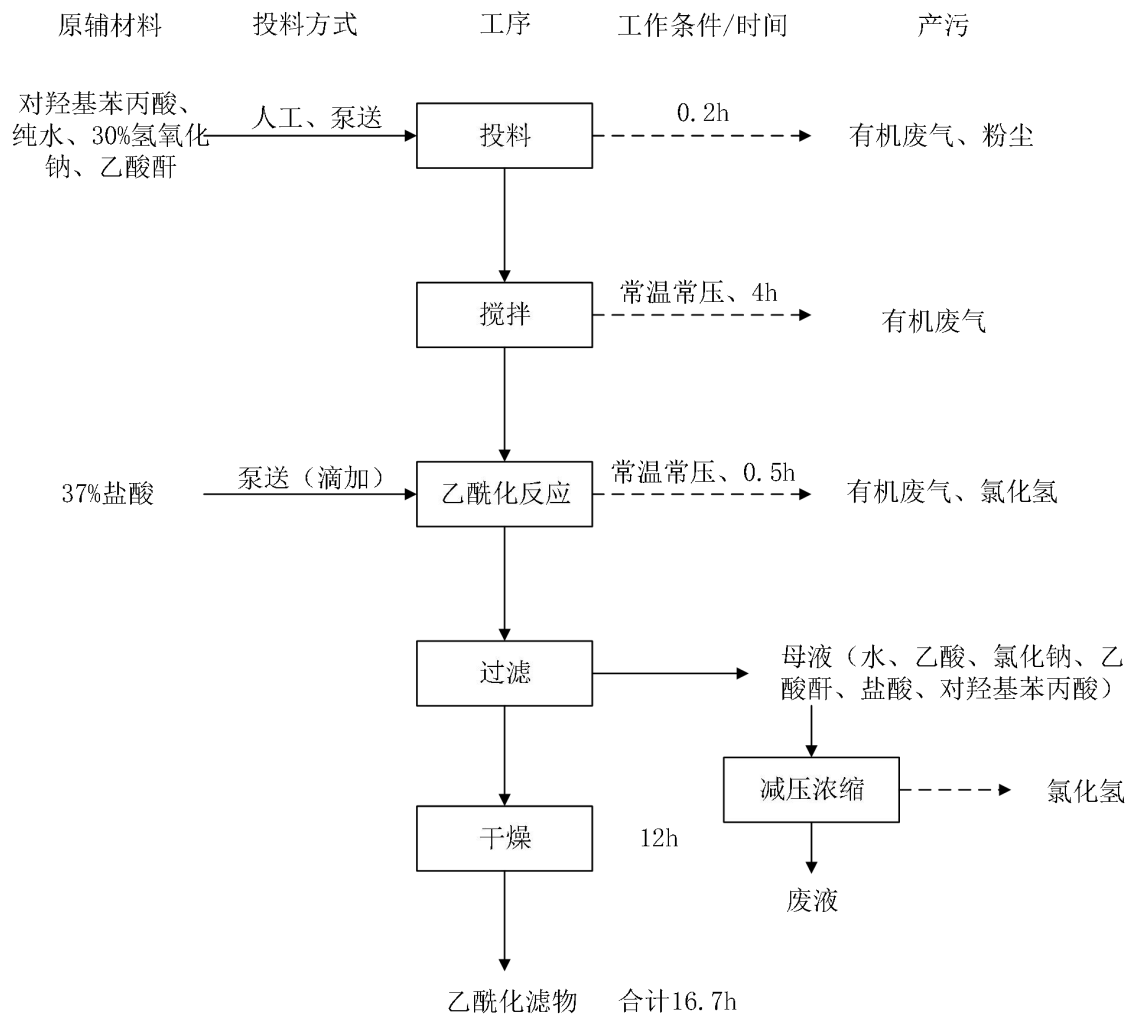 原辅材料
投料方式
工序
工作条件/时间
产污
对羟基苯丙酸、
纯水、30%氢氧化
钠、乙酸酐
人工、泵送
投料
0.2h
有机废气、粉尘
搅拌
常温常压、4h
有机废气
37%盐酸
泵送（滴加）
乙酰化反应
常温常压、0.5h
有机废气、氯化氢
过滤
母液（水、乙酸、氯化钠、乙
酸酐、盐酸、对羟基苯丙酸）
减压浓缩
氯化氢
干燥
12h
废液
乙酰化滤物
合计16.7h